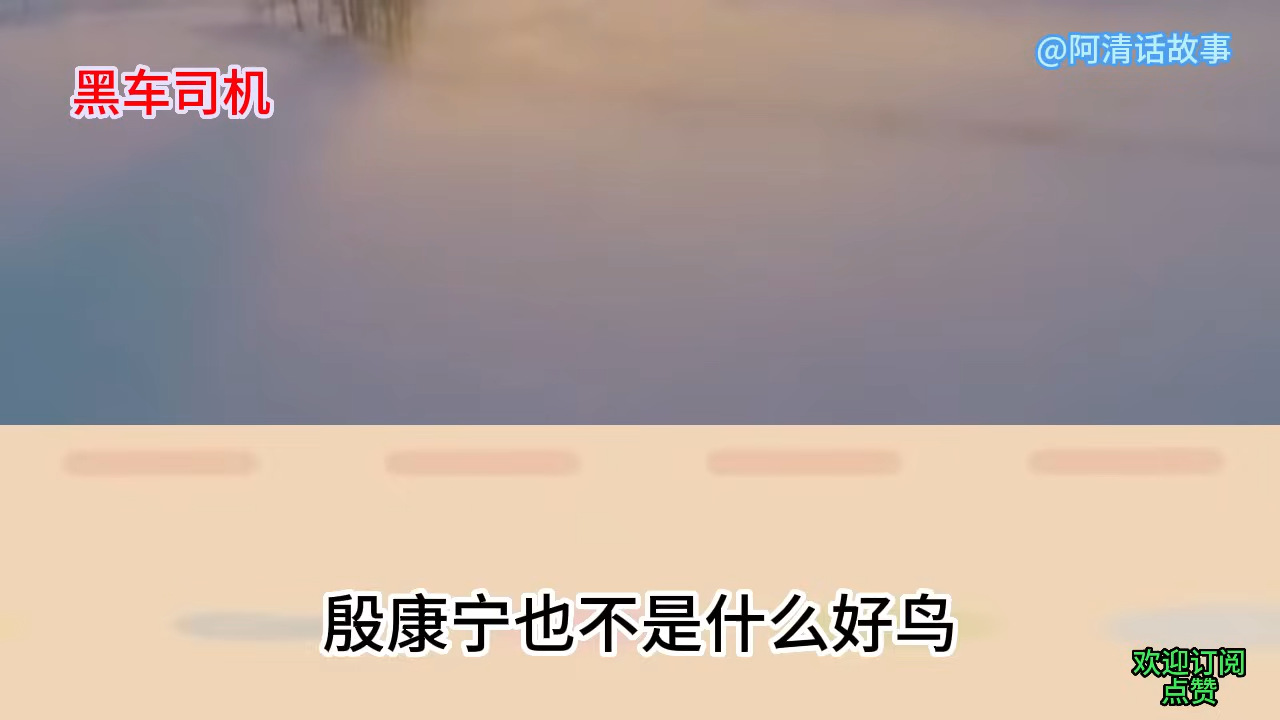 @阿清话故事
黑车司机
殷康宁也不是什么好鸟
欢迎订阅
点赞